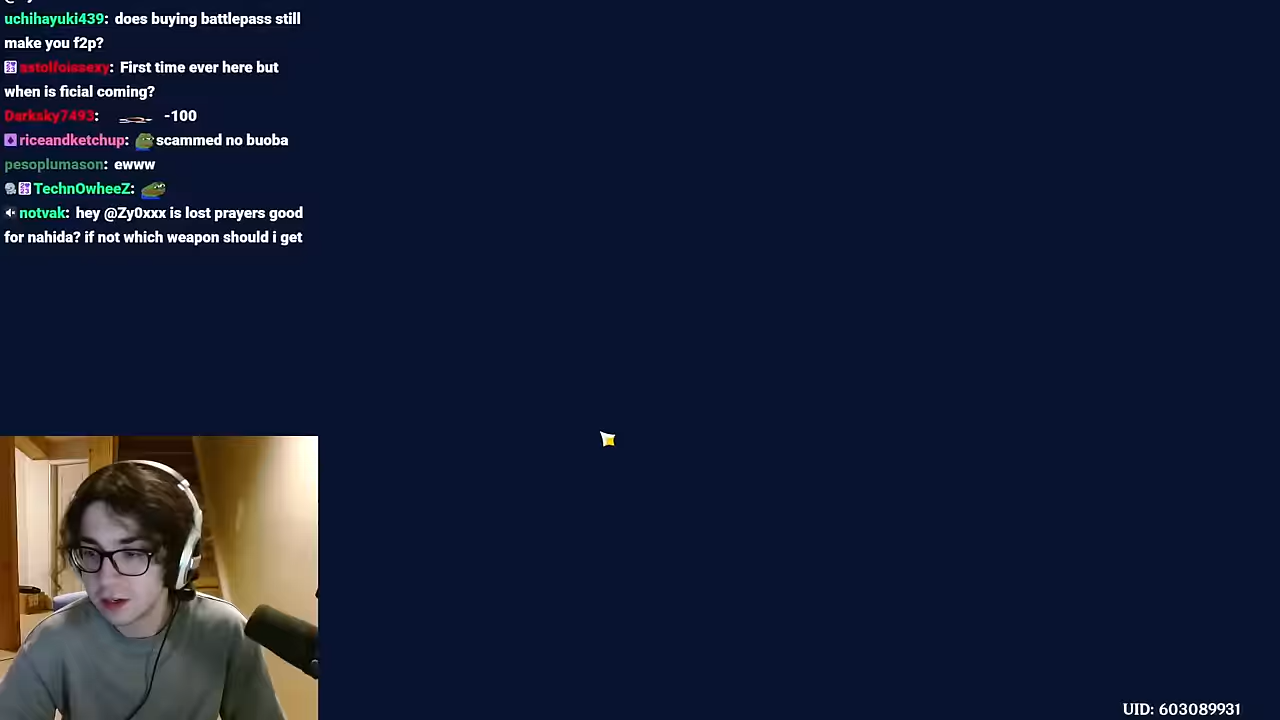 uchihayuki439: does buying battlepass still
make you f2p?
astolfoissexy: First time ever here but
when is ficial coming?
Darksky7493: -100
riceandketchup: scammed no buoba
pesoplumason: ewww
TechnOwheeZ:
notvak: hey @Zy0xxx is lost prayers good
for nahida? if not which weapon should i get
UID: 603089931